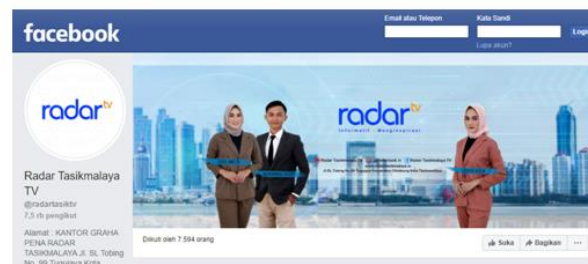 facebook
Email atau Telepon
Kata Sandi
Login
Lupa akun?
radar tv
radar tv
Informatif - Menginspirasi
Radar Tasikmalaya
TV
@radartasiktv
7,5 rb pengikut
Alamat : KANTOR GRAHA
PENA RADAR
TASIKMALAYA Jl. SL Tobing
No. 99 Tugujaya Kota
Diikuti oleh 7.594 orang
Suka
Bagikan